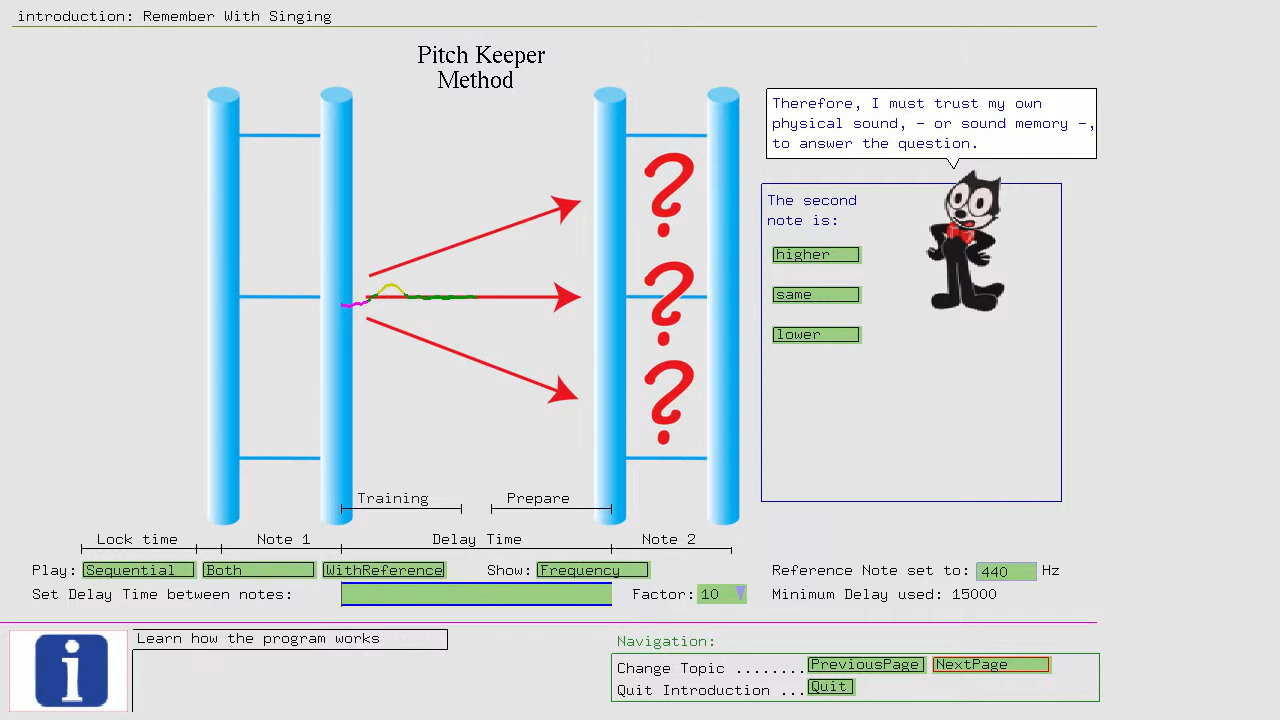 introduction: Remember With Singing
Pitch Keeper
Method
Therefore, I must trust my own
physical sound, - or sound memory -,
to answer the question.
The second
note is:
higher
same
lower
?
?
?
Training
Prepare
Lock time
Note 1
Delay Time
Note 2
Play: Sequential Both WithReference Show: Frequency
Reference Note set to: 440 Hz
Set Delay Time between notes: Factor: 10
Minimum Delay used: 15000
i
Learn how the program works
Navigation:
Change Topic ........ PreviousPage NextPage
Quit Introduction ... Quit